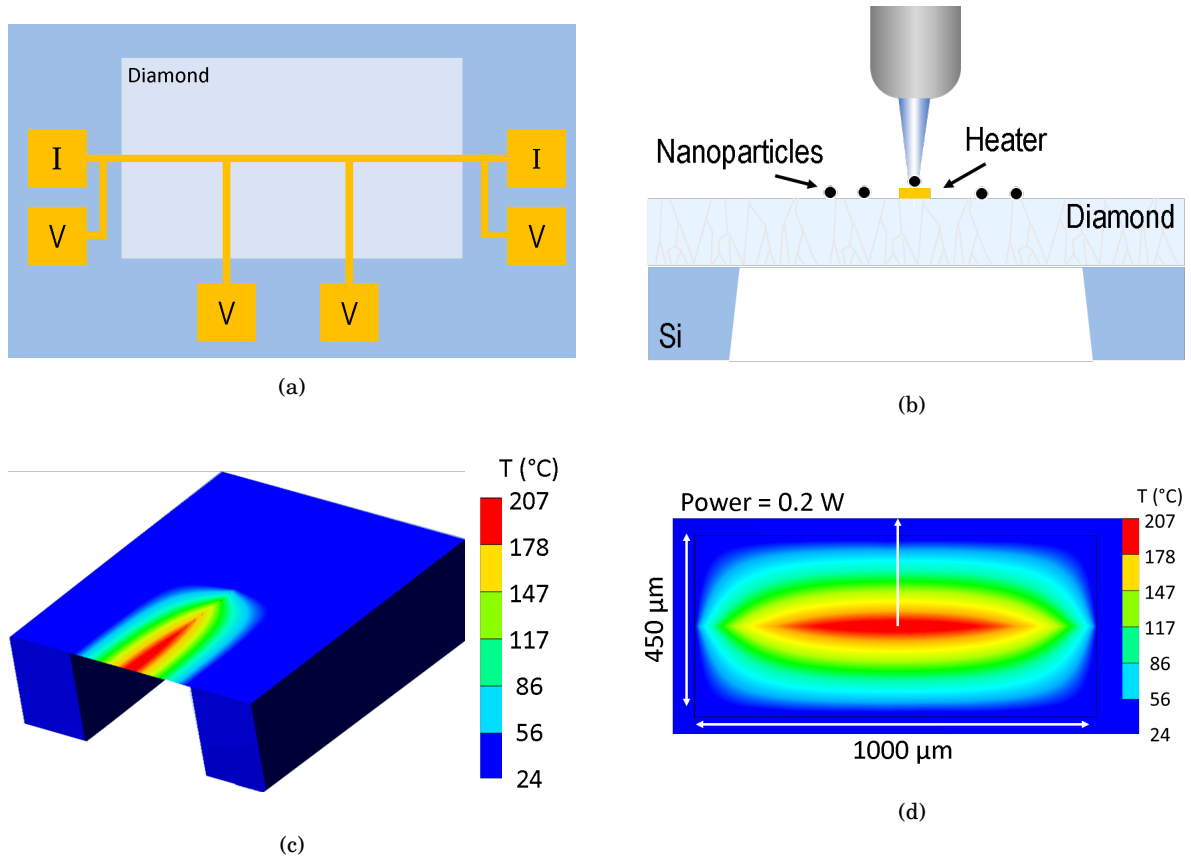 Diamond
I
I
V
V
V
V
(a)
Nanoparticles
Heater
Diamond
Si
(b)
T (°C)
207
178
147
117
86
56
24
(c)
Power = 0.2 W
T (°C)
207
178
147
117
86
56
24
450 μm
1000 μm
(d)